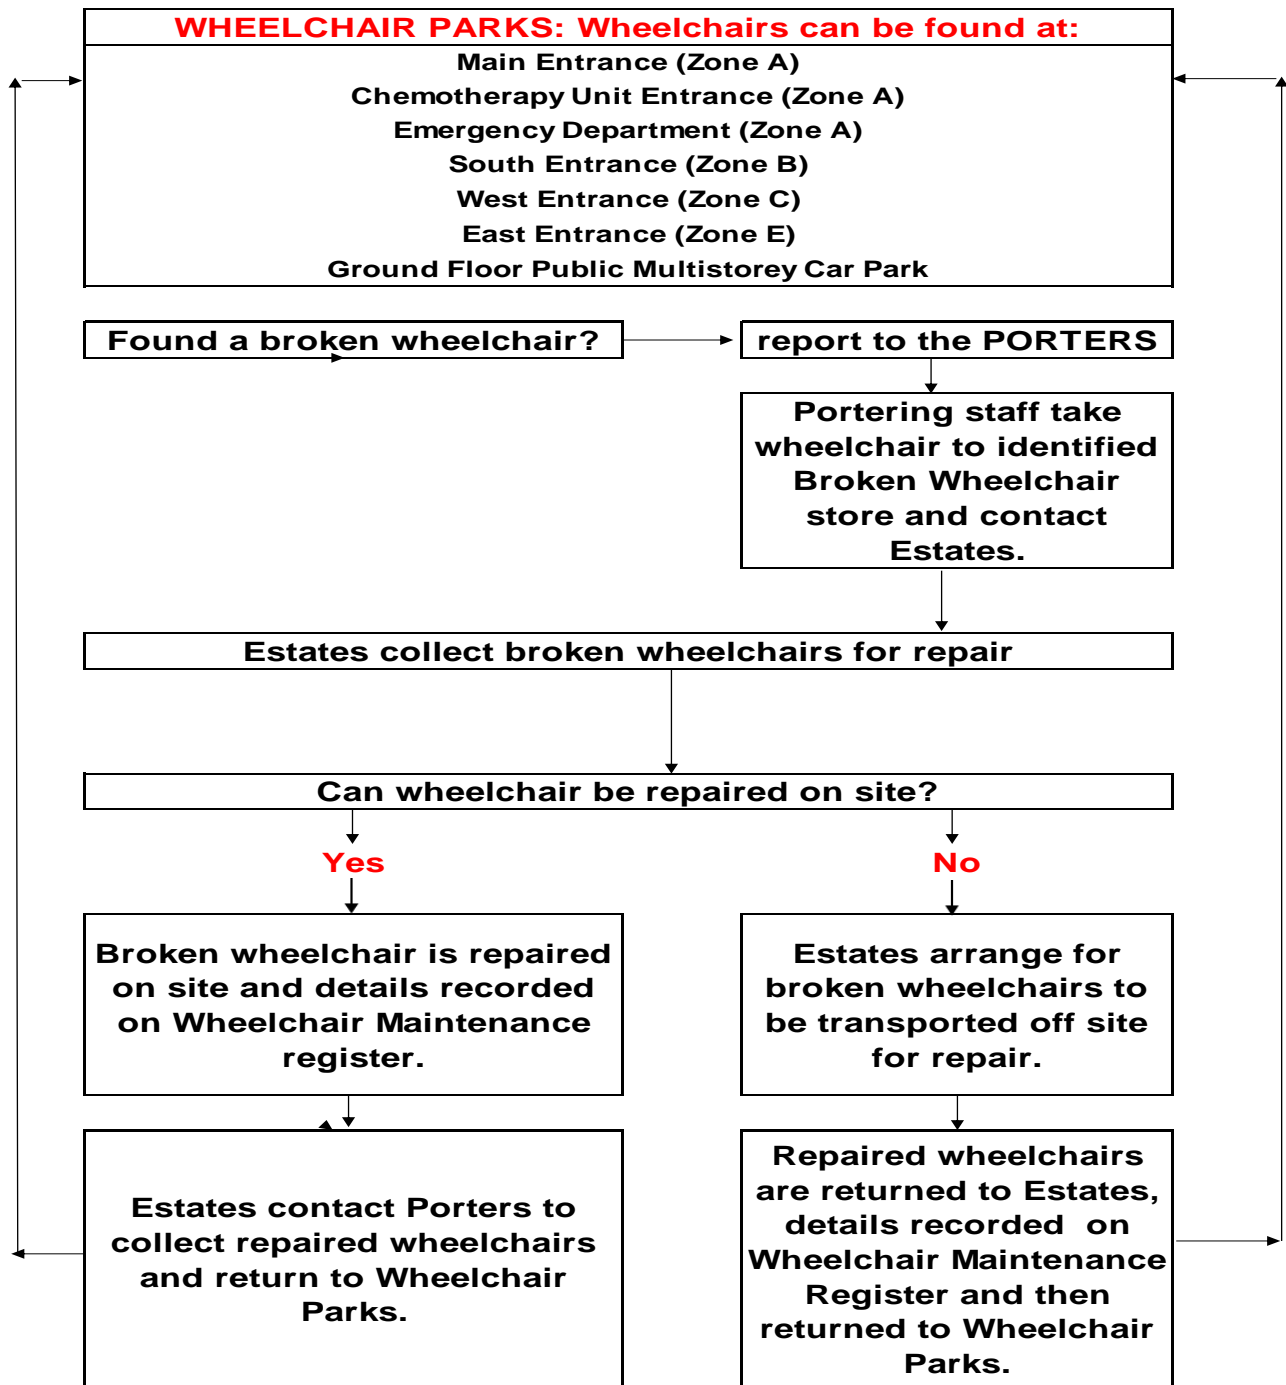 WHEELCHAIR PARKS: Wheelchairs can be found at:
Main Entrance (Zone A)
Chemotherapy Unit Entrance (Zone A)
Emergency Department (Zone A)
South Entrance (Zone B)
West Entrance (Zone C)
East Entrance (Zone E)
Ground Floor Public Multistorey Car Park
Found a broken wheelchair?
report to the PORTERS
Portering staff take
wheelchair to identified
Broken Wheelchair
store and contact
Estates.
Estates collect broken wheelchairs for repair
Can wheelchair be repaired on site?
Yes
No
Broken wheelchair is repaired
on site and details recorded
on Wheelchair Maintenance
register.
Estates arrange for
broken wheelchairs to
be transported off site
for repair.
Estates contact Porters to
collect repaired wheelchairs
and return to Wheelchair
Parks.
Repaired wheelchairs
are returned to Estates,
details recorded on
Wheelchair Maintenance
Register and then
returned to Wheelchair
Parks.